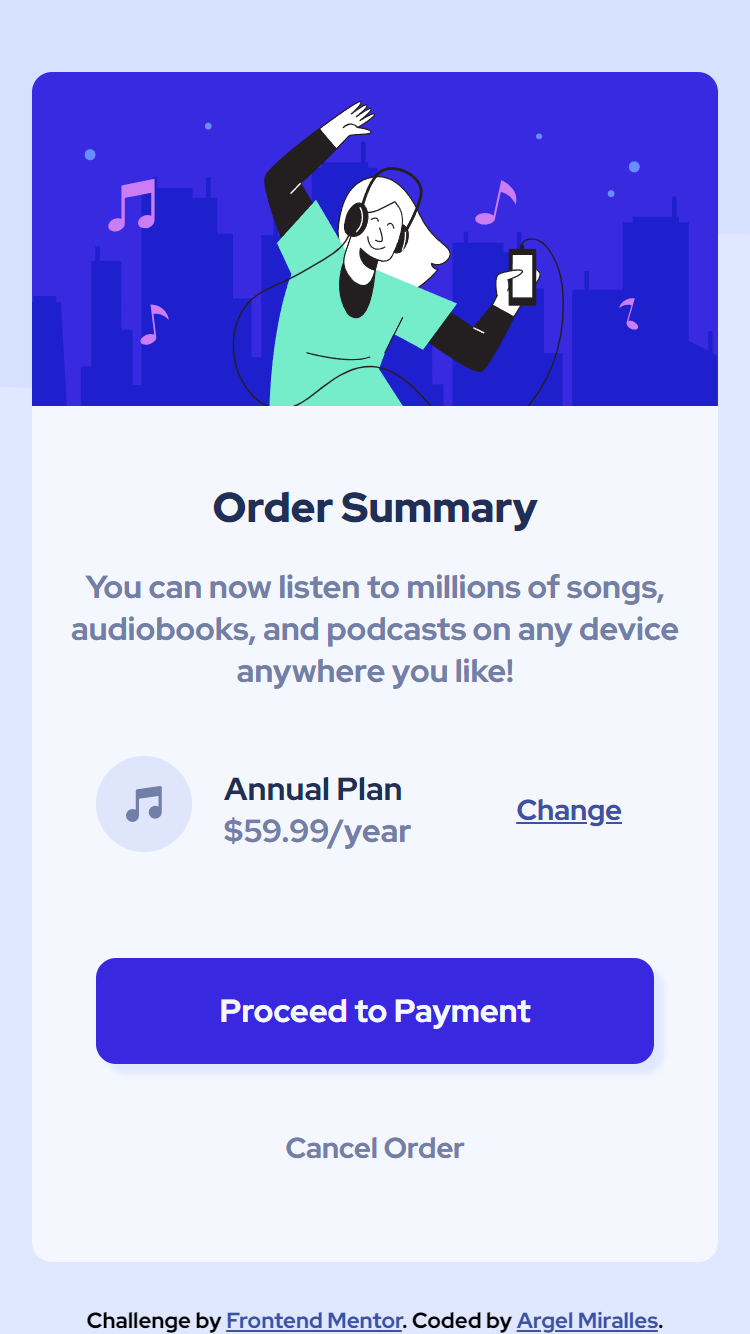 Order Summary
You can now listen to millions of songs,
audiobooks, and podcasts on any device
anywhere you like!
Annual Plan
$59.99/year
Change
Proceed to Payment
Cancel Order
Challenge by Frontend Mentor. Coded by Argel Miralles.